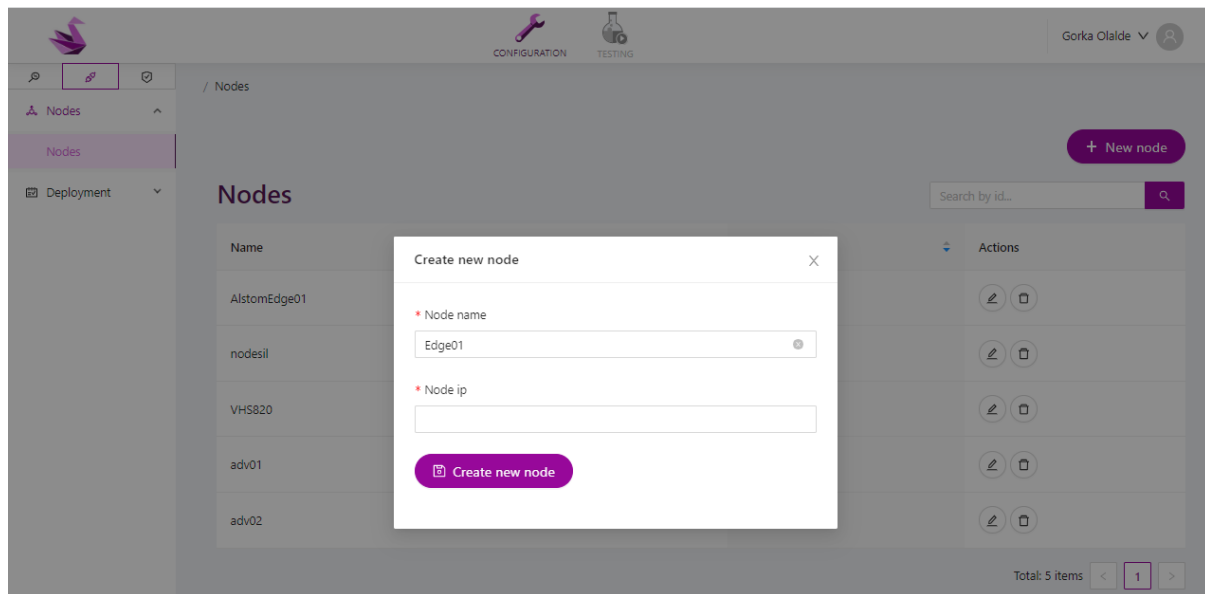 CONFIGURATION
TESTING
Gorka Olalde
/ Nodes
Nodes
Nodes
Deployment
+ New node
Nodes
Search by id...
Name
Actions
AlstomEdge01
nodesil
VHS820
adv01
adv02
Create new node
* Node name
Edge01
* Node ip
Create new node
Total: 5 items < 1 >